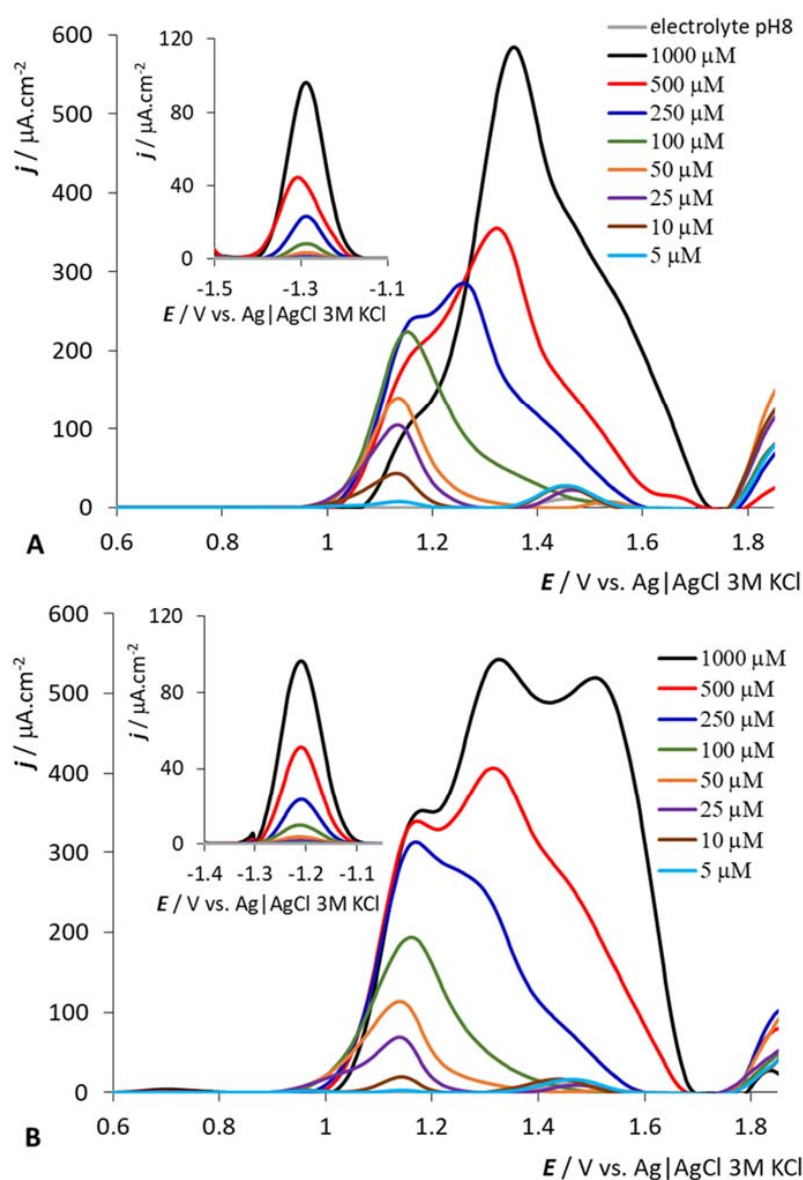 600
500
400
300
200
100
0
j / μA.cm⁻²
120
80
40
0
j / μA.cm⁻²
-1.5 -1.3 -1.1
E / V vs. Ag|AgCl 3M KCl
electrolyte pH8
1000 μM
500 μM
250 μM
100 μM
50 μM
25 μM
10 μM
5 μM
0.6 1 1.2 1.4 1.6 1.8
A
E / V vs. Ag|AgCl 3M KCl
600
500
400
300
200
100
0
j / μA.cm⁻²
120
80
40
0
j / μA.cm⁻²
-1.4 -1.3 -1.2 -1.1
E / V vs. Ag|AgCl 3M KCl
1000 μM
500 μM
250 μM
100 μM
50 μM
25 μM
10 μM
5 μM
0.6 0.8 1 1.2 1.4 1.6 1.8
B
E / V vs. Ag|AgCl 3M KCl